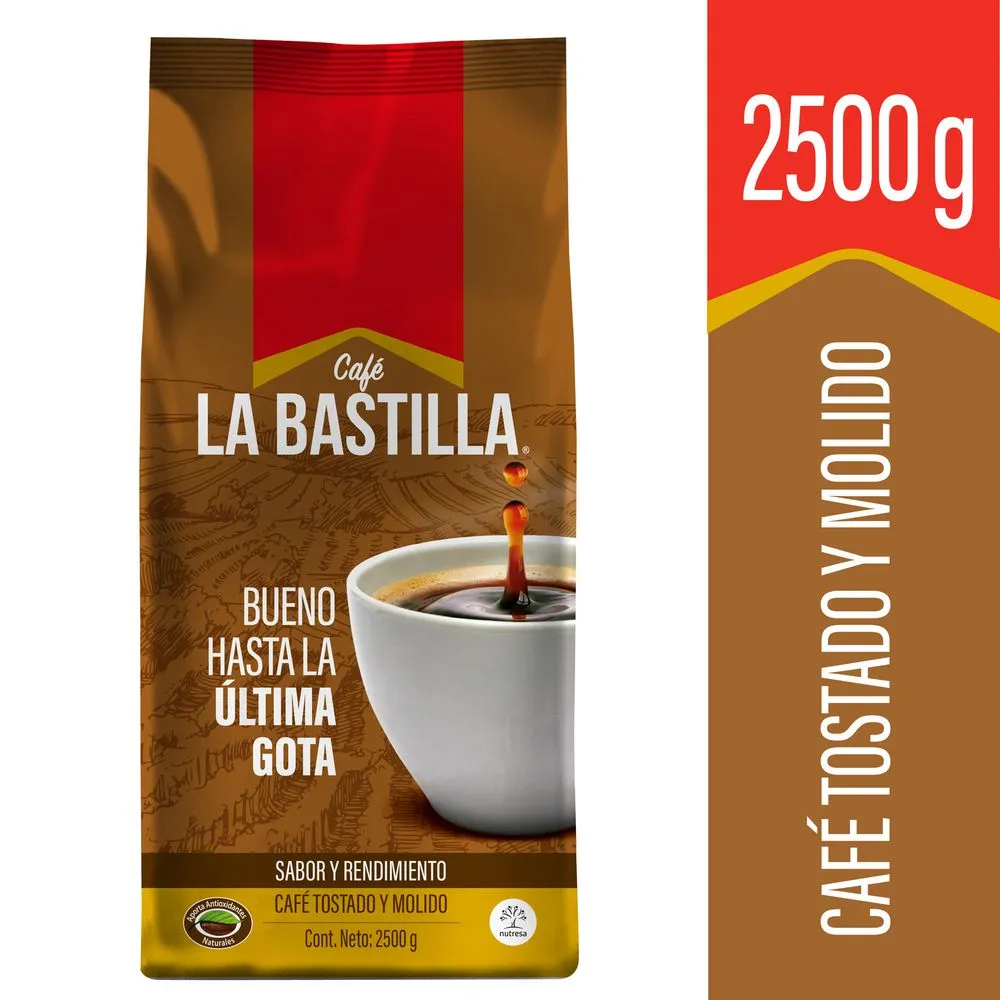 Café
LA BASTILLA®
BUENO
HASTA LA
ÚLTIMA
GOTA
SABOR Y RENDIMIENTO
CAFÉ TOSTADO Y MOLIDO
Cont. Neto: 2500 g
Aporta Antioxidantes
Naturales
nutresa
2500 g
CAFÉ TOSTADO Y MOLIDO